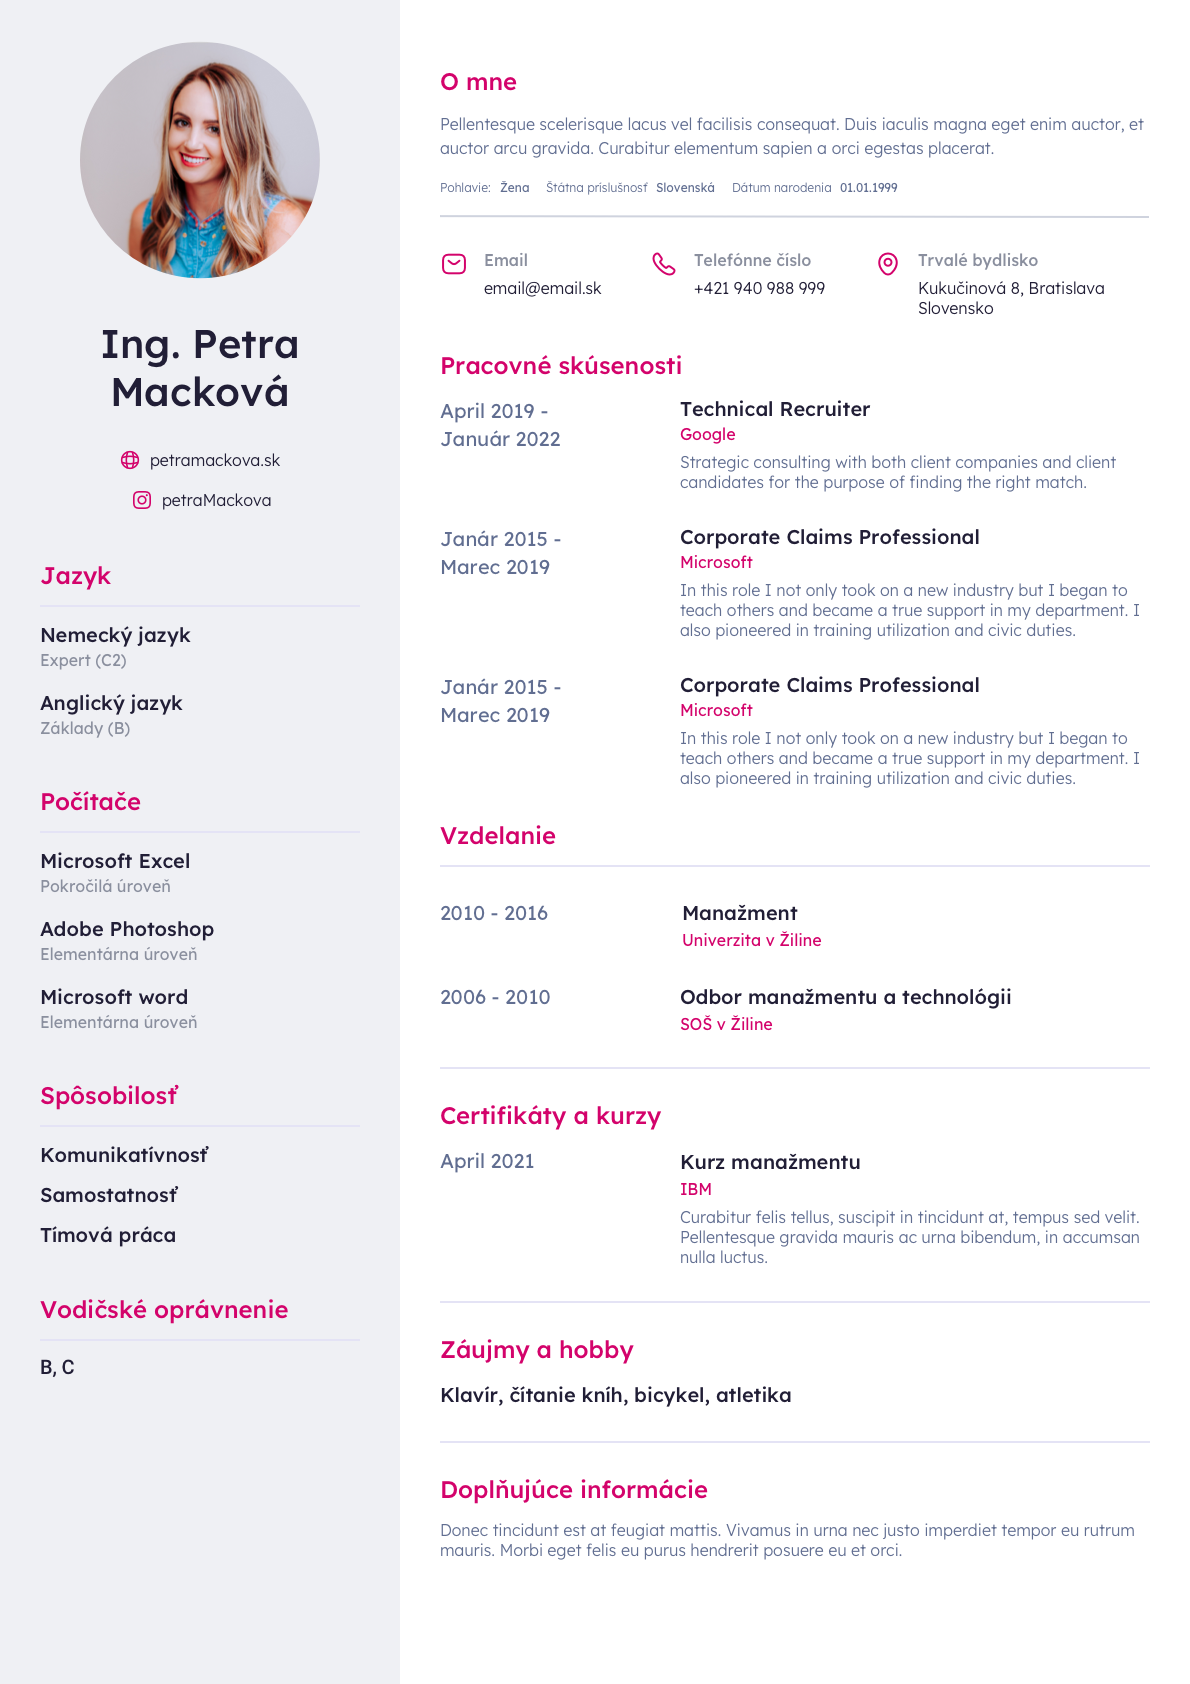 Ing. Petra
Macková
petramackova.sk
petraMackova
Jazyk
Nemecký jazyk
Expert (C2)
Anglický jazyk
Základy (B)
Počítače
Microsoft Excel
Pokročilá úroveň
Adobe Photoshop
Elementárna úroveň
Microsoft word
Elementárna úroveň
Spôsobilosť
Komunikatívnosť
Samostatnosť
Tímová práca
Vodičské oprávnenie
B, C
O mne
Pellentesque scelerisque lacus vel facilisis consequat. Duis iaculis magna eget enim auctor, et
auctor arcu gravida. Curabitur elementum sapien a orci egestas placerat.
Pohlavie: Žena Štátna príslušnosť Slovenská Dátum narodenia 01.01.1999
Email
email@email.sk
Telefónne číslo
+421 940 988 999
Trvalé bydlisko
Kukučinová 8, Bratislava
Slovensko
Pracovné skúsenosti
April 2019 -
Január 2022
Technical Recruiter
Google
Strategic consulting with both client companies and client
candidates for the purpose of finding the right match.
Janár 2015 -
Marec 2019
Corporate Claims Professional
Microsoft
In this role I not only took on a new industry but I began to
teach others and became a true support in my department. I
also pioneered in training utilization and civic duties.
Janár 2015 -
Marec 2019
Corporate Claims Professional
Microsoft
In this role I not only took on a new industry but I began to
teach others and became a true support in my department. I
also pioneered in training utilization and civic duties.
Vzdelanie
2010 - 2016
Manažment
Univerzita v Žiline
2006 - 2010
Odbor manažmentu a technológii
SOŠ v Žiline
Certifikáty a kurzy
April 2021
Kurz manažmentu
IBM
Curabitur felis tellus, suscipit in tincidunt at, tempus sed velit.
Pellentesque gravida mauris ac urna bibendum, in accumsan
nulla luctus.
Záujmy a hobby
Klavír, čítanie kníh, bicykel, atletika
Doplňujúce informácie
Donec tincidunt est at feugiat mattis. Vivamus in urna nec justo imperdiet tempor eu rutrum
mauris. Morbi eget felis eu purus hendrerit posuere eu et orci.